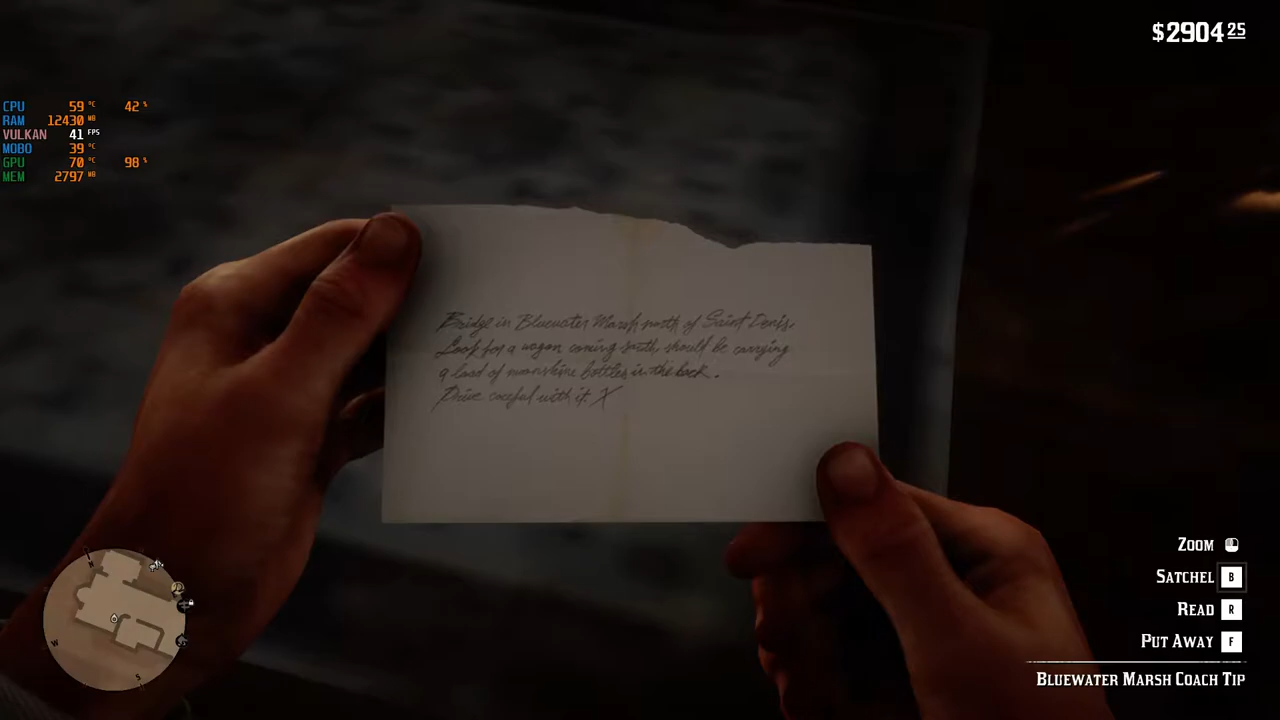 $2904 25
CPU 59 °C 42 %
RAM 12430 MB
VULKAN 41 FPS
MOBO 39 °C
GPU 70 °C 98 %
MEM 2797 MB
Bridge in Bluewater Marsh north of Saint Denis.
Look for a wagon coming south, should be carrying
a load of moonshine bottles in the back.
Drive careful with it. X
N
W
S
Zoom
Satchel B
Read R
Put Away F
Bluewater Marsh Coach Tip